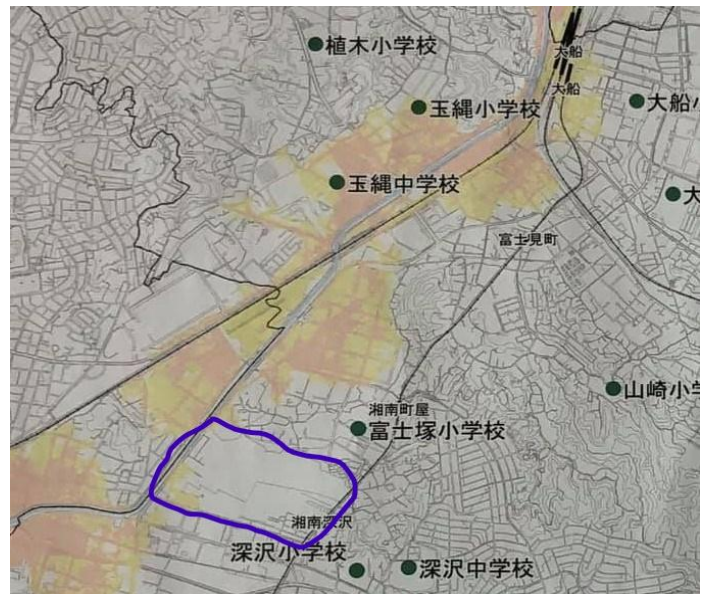 植木小学校
大船
大船
玉縄小学校
大船
玉縄中学校
大
富士見町
山崎小学
湘南町屋
富士塚小学校
湘南深沢
深沢小学校
深沢中学校